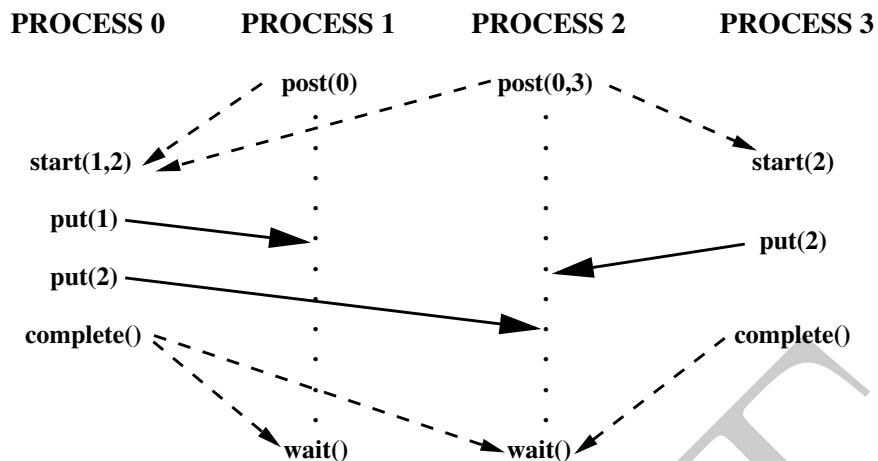 PROCESS 0 PROCESS 1 PROCESS 2 PROCESS 3
post(0) post(0,3)
start(1,2) start(2)
put(1)
put(2)
put(2)
complete() complete()
wait() wait()